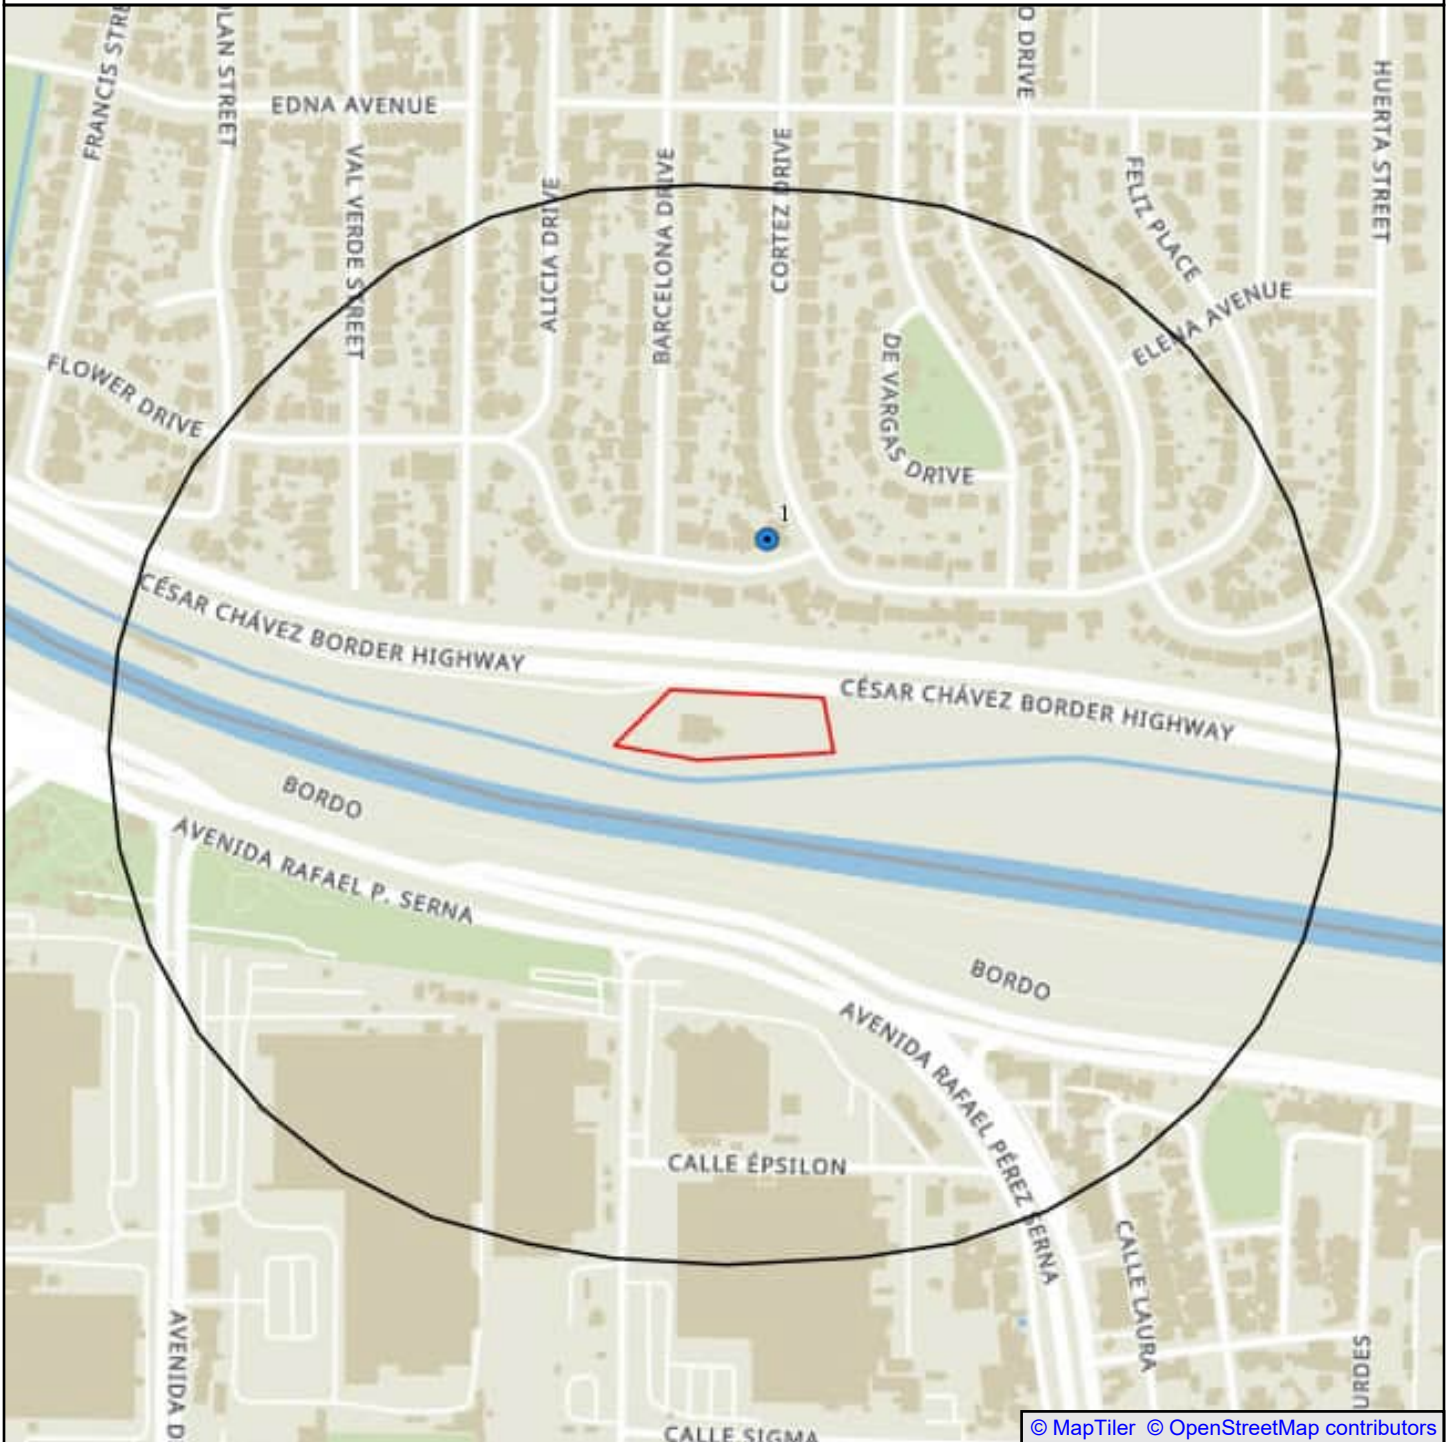 FRANCIS STRE
OLAN STREET
EDNA AVENUE
VAL VERDE STREET
ALICIA DRIVE
BARCELONA DRIVE
CORTEZ DRIVE
O DRIVE
FELIZ PLACE
HUERTA STREET
ELENA AVENUE
DE VARGAS DRIVE
FLOWER DRIVE
1
CÉSAR CHÁVEZ BORDER HIGHWAY
CÉSAR CHÁVEZ BORDER HIGHWAY
BORDO
AVENIDA RAFAEL P. SERNA
BORDO
AVENIDA RAFAEL PÉREZ SERNA
CALLE ÉPSILON
CALLE LAURA
AVENIDA D
URDES
CALLE SIGMA
© MapTiler © OpenStreetMap contributors